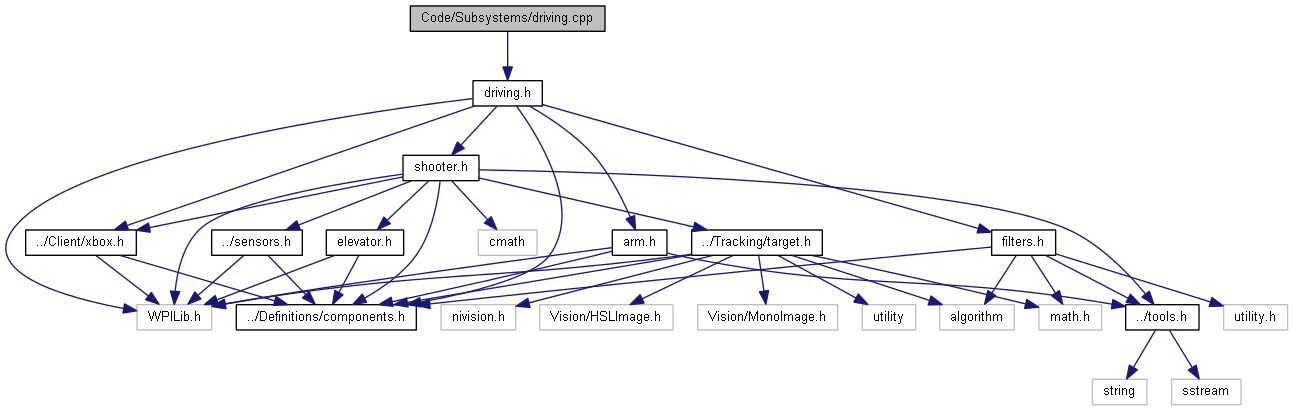 Code/Subsystems/driving.cpp
driving.h
shooter.h
../Client/xbox.h
../sensors.h
elevator.h
cmath
arm.h
../Tracking/target.h
filters.h
WPILib.h
../Definitions/components.h
nivision.h
Vision/HSLImage.h
Vision/MonoImage.h
utility
algorithm
math.h
../tools.h
utility.h
string
sstream